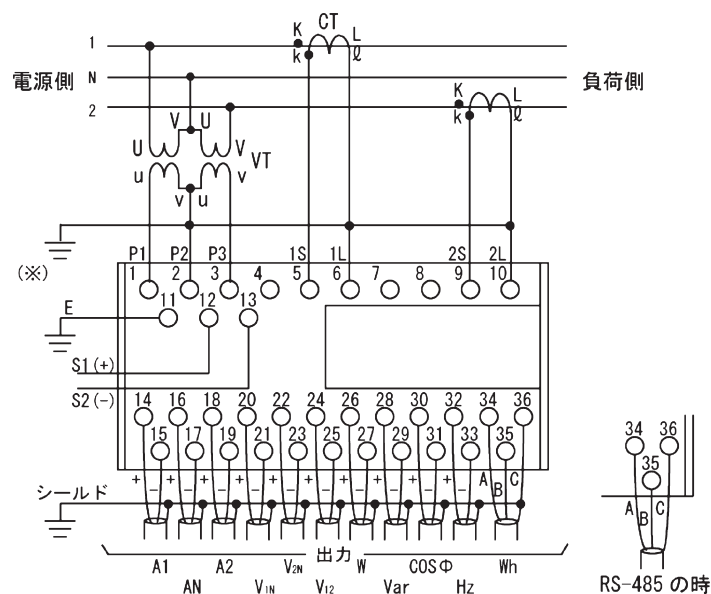 CT
K L
1
k ℓ
電源側 N 負荷側
K L
2
k ℓ
V U
U V VT
u v
v u
P1 P2 P3 1S 1L 2S 2L
(※) 1 2 3 4 5 6 7 8 9 10
11 12 13
E
S1(+)
S2(-)
14 16 18 20 22 24 26 28 30 32 34 36
15 17 19 21 23 25 27 29 31 33 35
+ - + - + - + - + - + - + - + - + - + - A B C
シールド
出力
A1 A2 V2N W COSΦ Wh
AN V1N V12 Var Hz
34 36
35
A B C
RS-485 の時